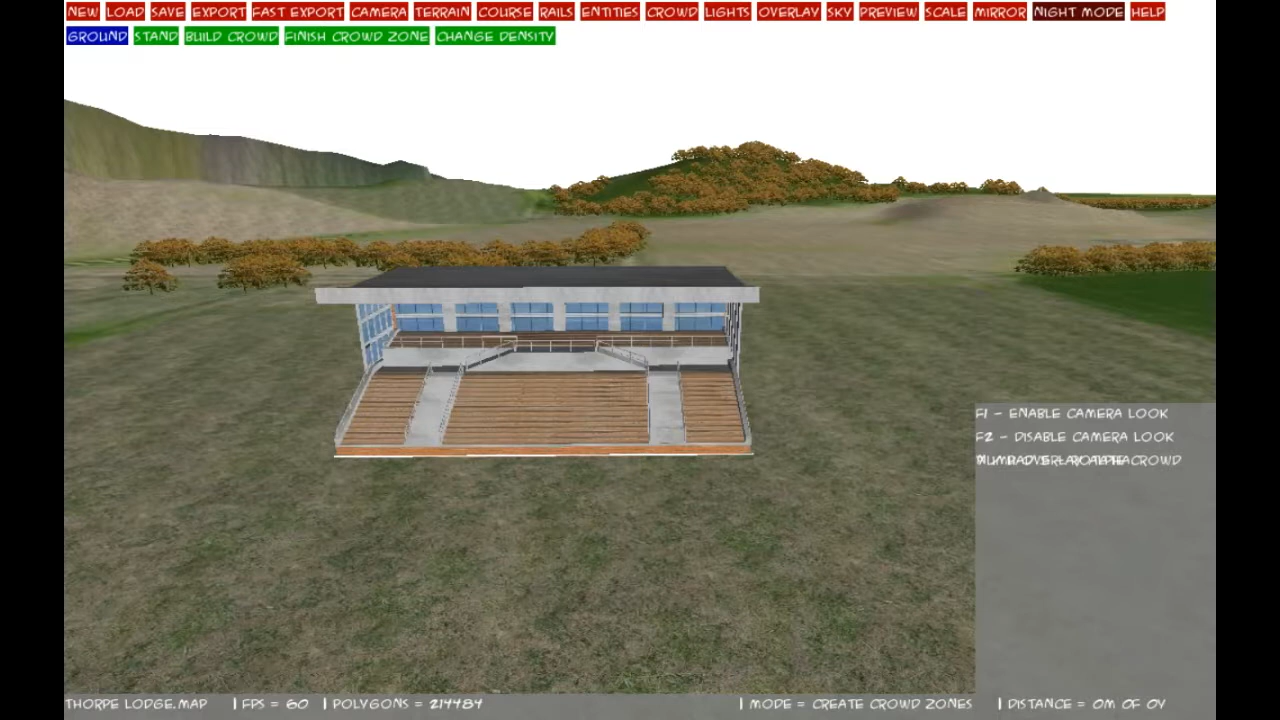 NEW LOAD SAVE EXPORT FAST EXPORT CAMERA TERRAIN COURSE RAILS ENTITIES CROWD LIGHTS OVERLAY SKY PREVIEW SCALE MIRROR NIGHT MODE HELP
GROUND STAND BUILD CROWD FINISH CROWD ZONE CHANGE DENSITY
F1 - ENABLE CAMERA LOOK
F2 - DISABLE CAMERA LOOK
CROWD
THORPE LODGE.MAP | FPS = 60 | POLYGONS = 214484 | MODE = CREATE CROWD ZONES | DISTANCE = 0M OF 0Y